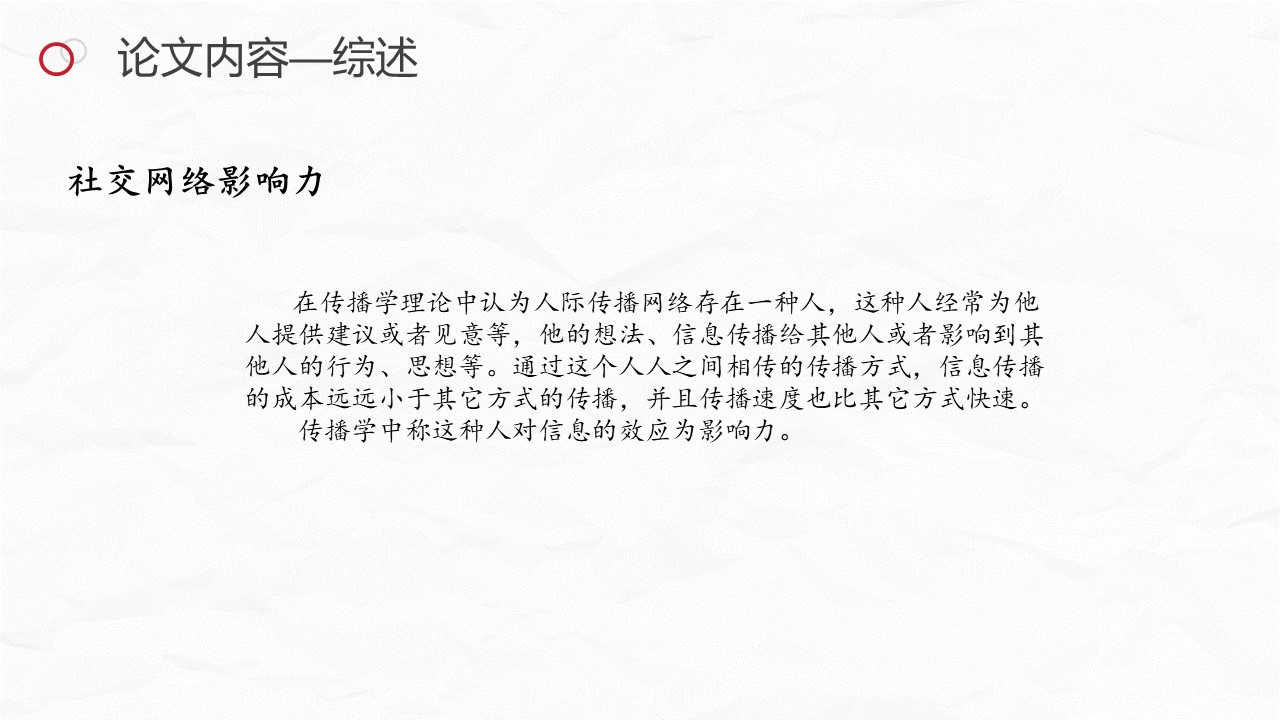 论文内容—综述
社交网络影响力
在传播学理论中认为人际传播网络存在一种人，这种人经常为他
人提供建议或者见意等，他的想法、信息传播给其他人或者影响到其
他人的行为、思想等。通过这个人人之间相传的传播方式，信息传播
的成本远远小于其它方式的传播，并且传播速度也比其它方式快速。
传播学中称这种人对信息的效应为影响力。